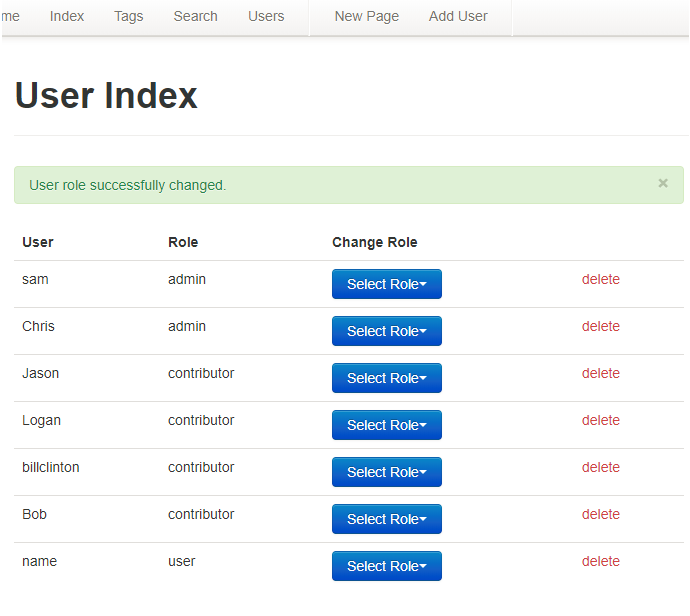 me Index Tags Search Users New Page Add User
User Index
User role successfully changed. ×
User Role Change Role
sam admin Select Role delete
Chris admin Select Role delete
Jason contributor Select Role delete
Logan contributor Select Role delete
billclinton contributor Select Role delete
Bob contributor Select Role delete
name user Select Role delete